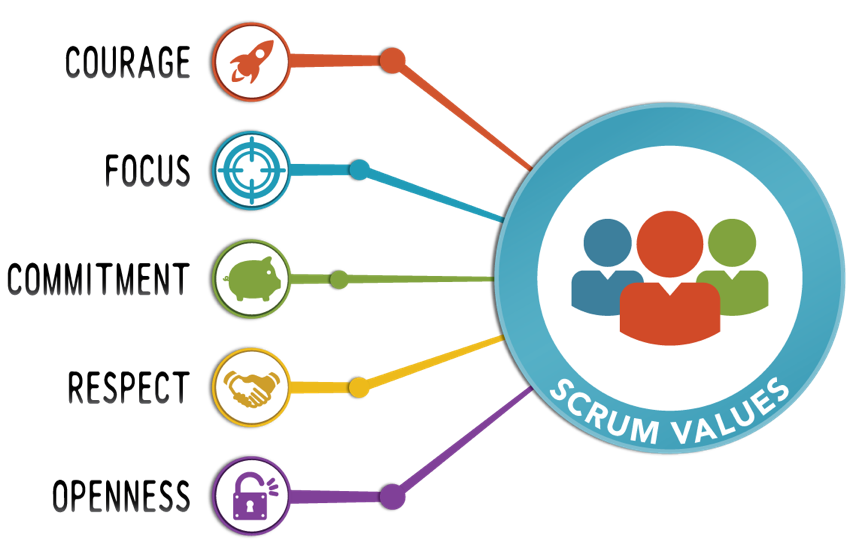 COURAGE
FOCUS
COMMITMENT
RESPECT
OPENNESS
SCRUM VALUES